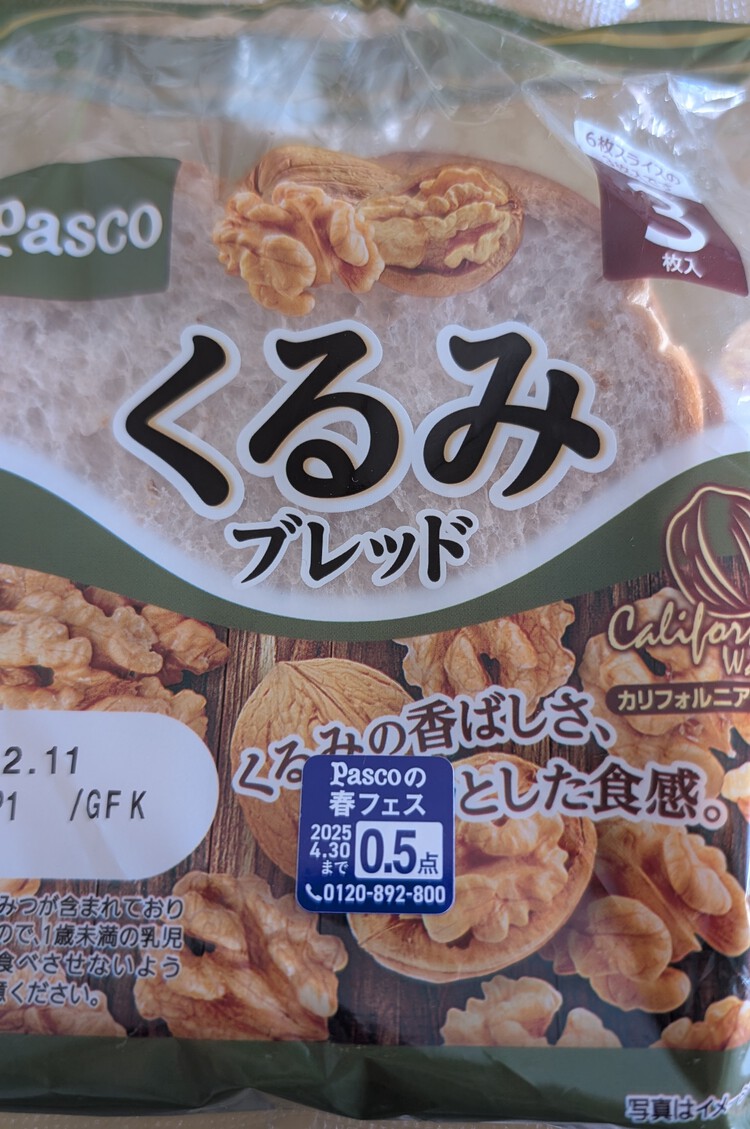 Pasco
6枚スライスの
3
枚入
くるみ
ブレッド
Califor
カリフォルニア
くるみの香ばしさ、
とした食感。
2.11
/GFK
Pascoの
春フェス
2025
4.30
まで
0.5点
0120-892-800
みつが含まれており
ので、1歳未満の乳児
食べさせないよう
ください。
写真はイメー